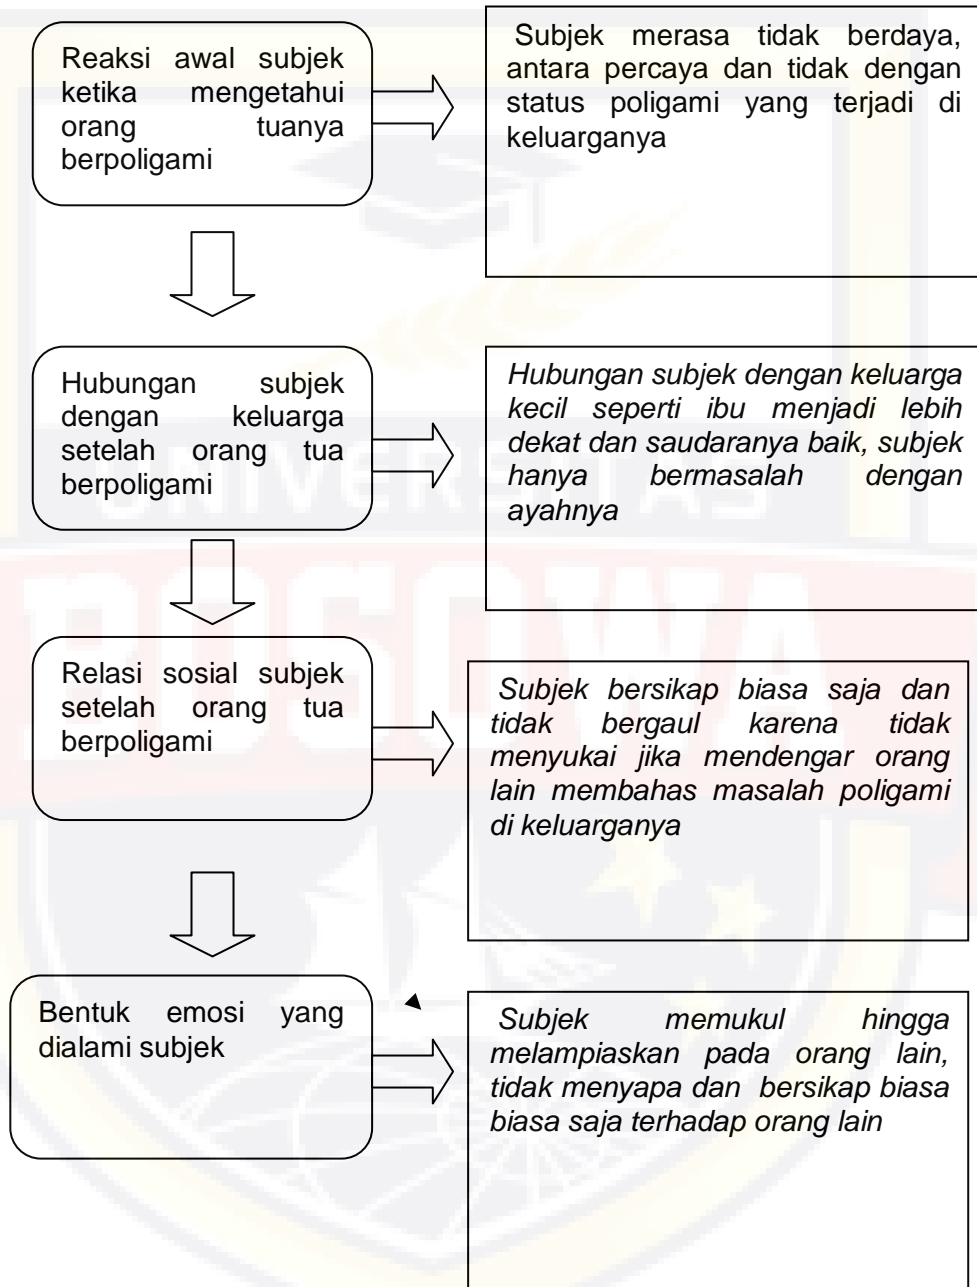 Reaksi awal subjek
ketika mengetahui
orang tuanya
berpoligami
Subjek merasa tidak berdaya,
antara percaya dan tidak dengan
status poligami yang terjadi di
keluarganya
Hubungan subjek
dengan keluarga
setelah orang tua
berpoligami
Hubungan subjek dengan keluarga
kecil seperti ibu menjadi lebih
dekat dan saudaranya baik, subjek
hanya bermasalah dengan
ayahnya
UNIVERSITAS
BOSOWA
Relasi sosial subjek
setelah orang tua
berpoligami
Subjek bersikap biasa saja dan
tidak bergaul karena tidak
menyukai jika mendengar orang
lain membahas masalah poligami
di keluarganya
Bentuk emosi yang
dialami subjek
Subjek memukul hingga
melampiaskan pada orang lain,
tidak menyapa dan bersikap biasa
biasa saja terhadap orang lain